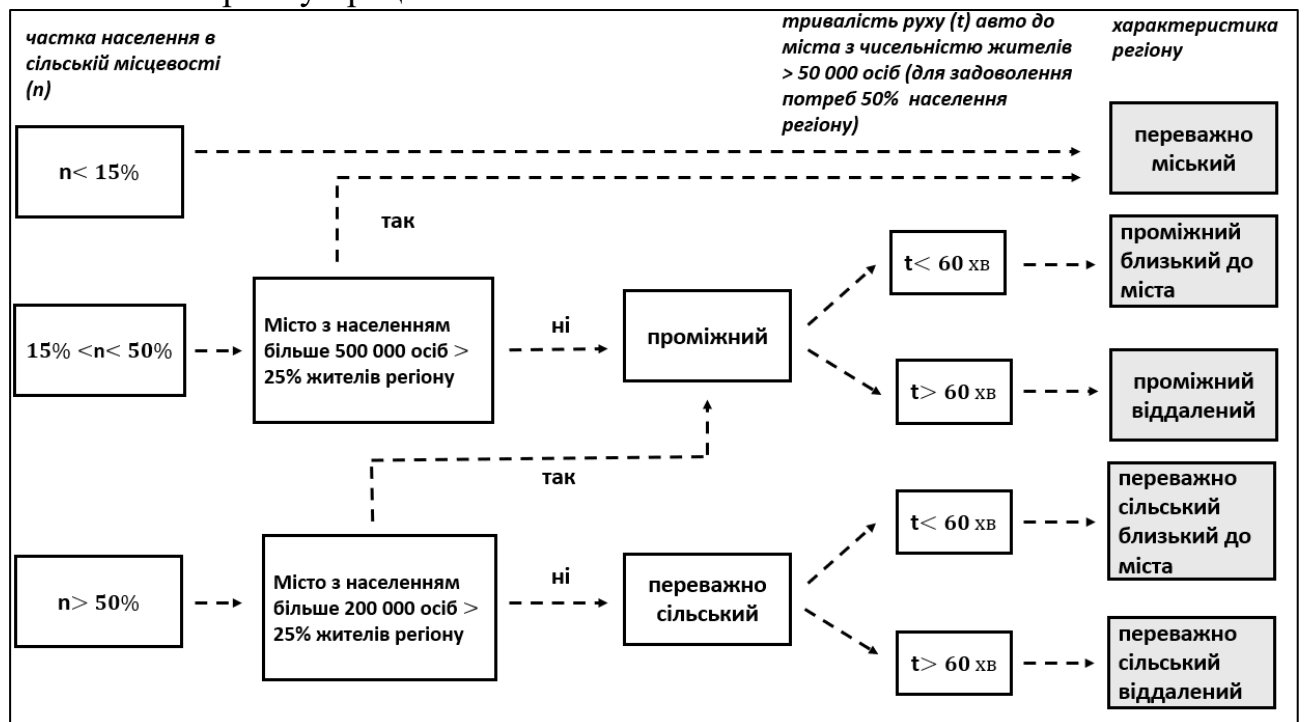 частка населення в
сільській місцевості
(n)
тривалість руху (t) авто до
міста з чисельністю жителів
> 50 000 осіб (для задоволення
потреб 50% населення
регіону)
характеристика
регіону
n< 15%
переважно
міський
так
15% <n< 50%
Місто з населенням
більше 500 000 осіб >
25% жителів регіону
ні
проміжний
t< 60 хв
проміжний
близький до
міста
t> 60 хв
проміжний
віддалений
так
n> 50%
Місто з населенням
більше 200 000 осіб >
25% жителів регіону
ні
переважно
сільський
t< 60 хв
переважно
сільський
близький до
міста
t> 60 хв
переважно
сільський
віддалений